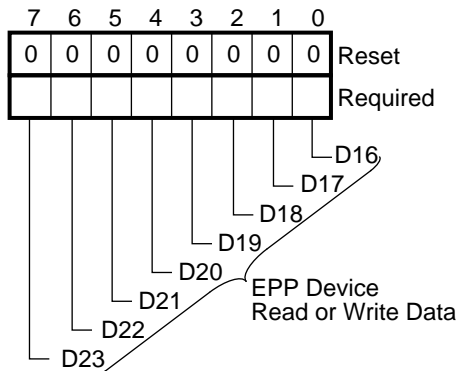 7 6 5 4 3 2 1 0
0 0 0 0 0 0 0 0 Reset
Required
D16
D17
D18
D19
D20
D21
D22
D23
EPP Device
Read or Write Data